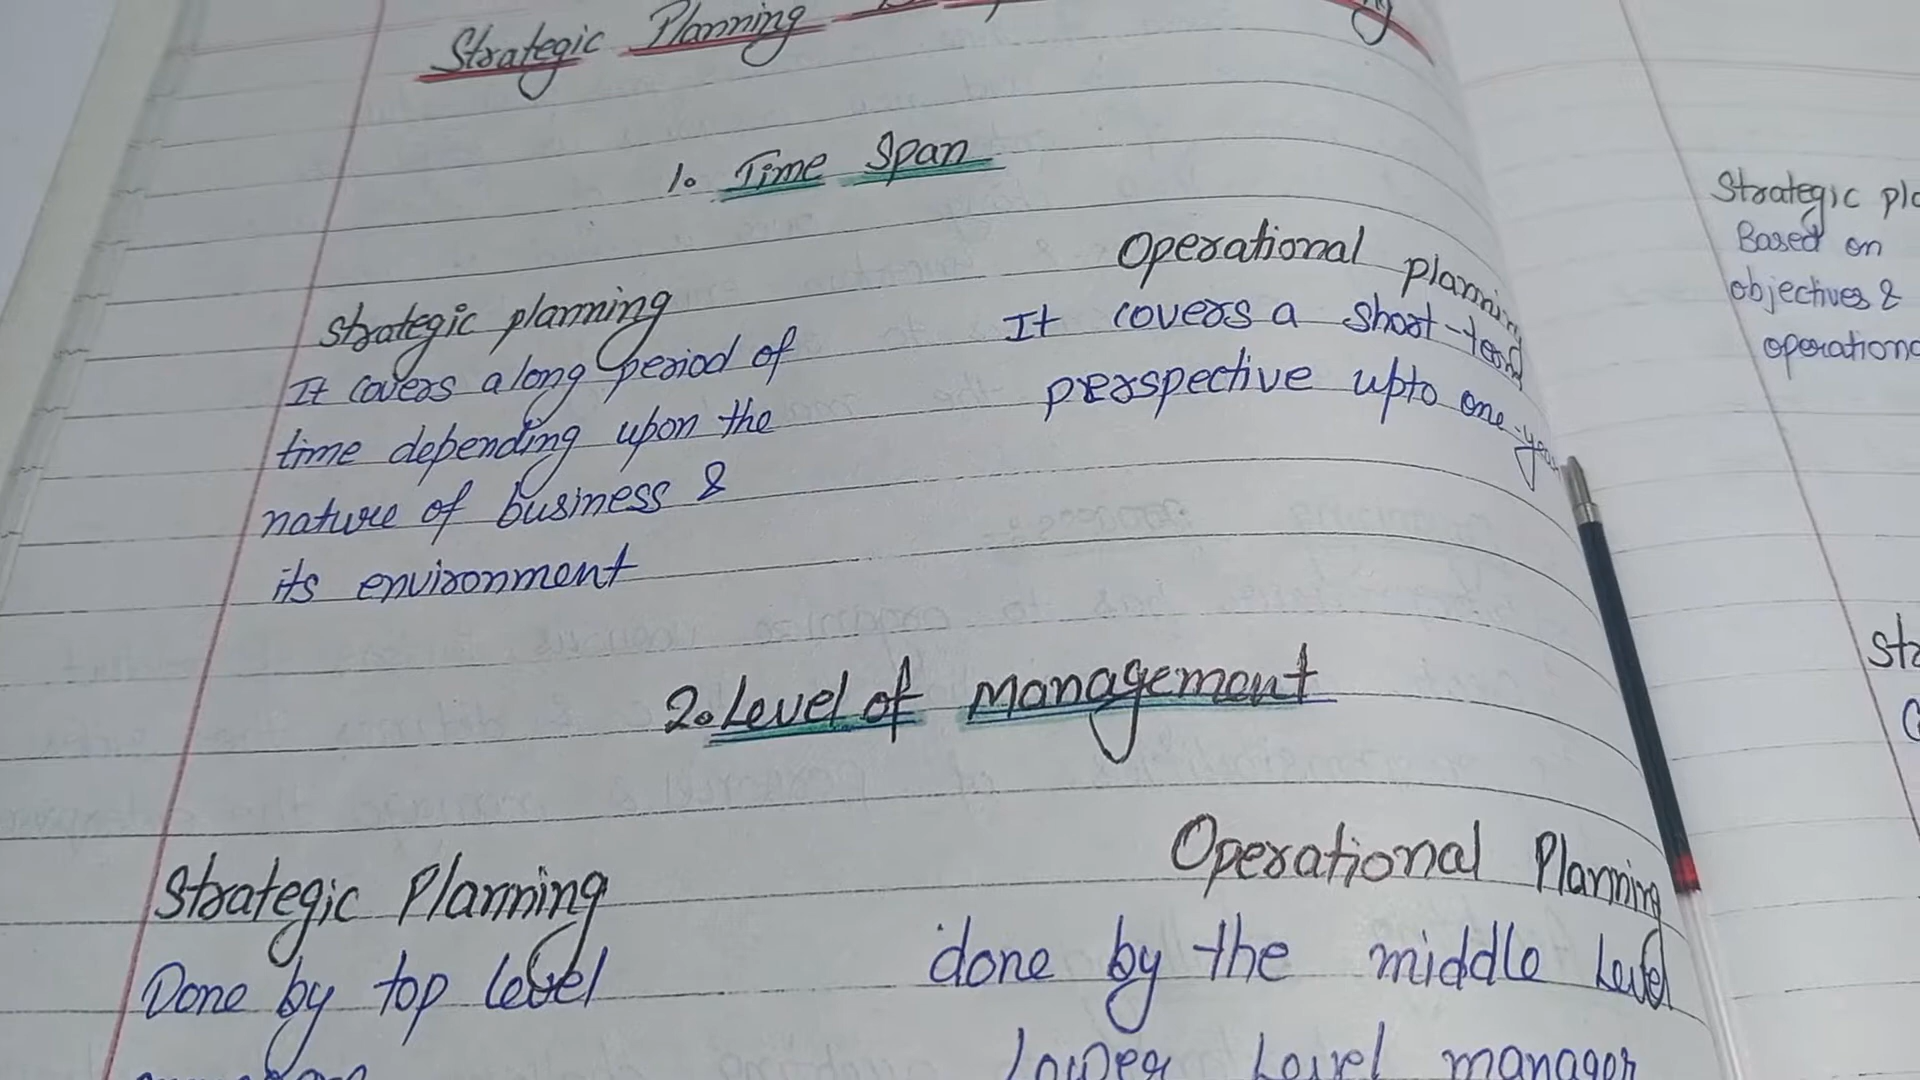 Strategic Planning
1. Time Span
Strategic planning
It covers a long period of
time depending upon the
nature of business &
its environment
Operational planning
It covers a short-term
perspective upto one-year
2. Level of Management
Strategic Planning
Done by top level
Operational Planning
done by the middle level
lower level manager
Strategic
Based on
objectives &